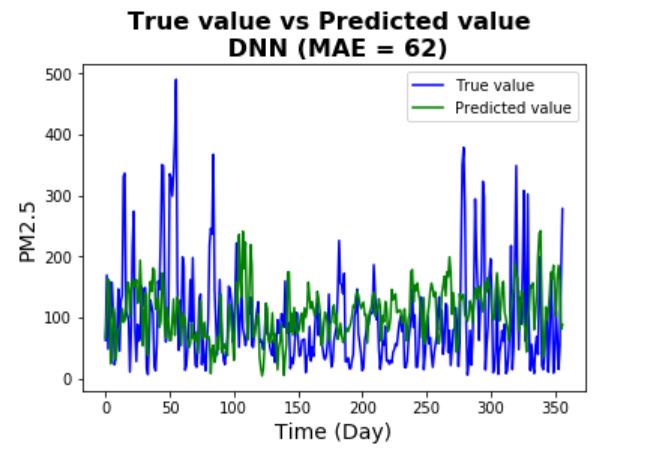 True value vs Predicted value
DNN (MAE = 62)
True value
Predicted value
PM2.5
500
400
300
200
100
0
0 50 100 150 200 250 300 350
Time (Day)